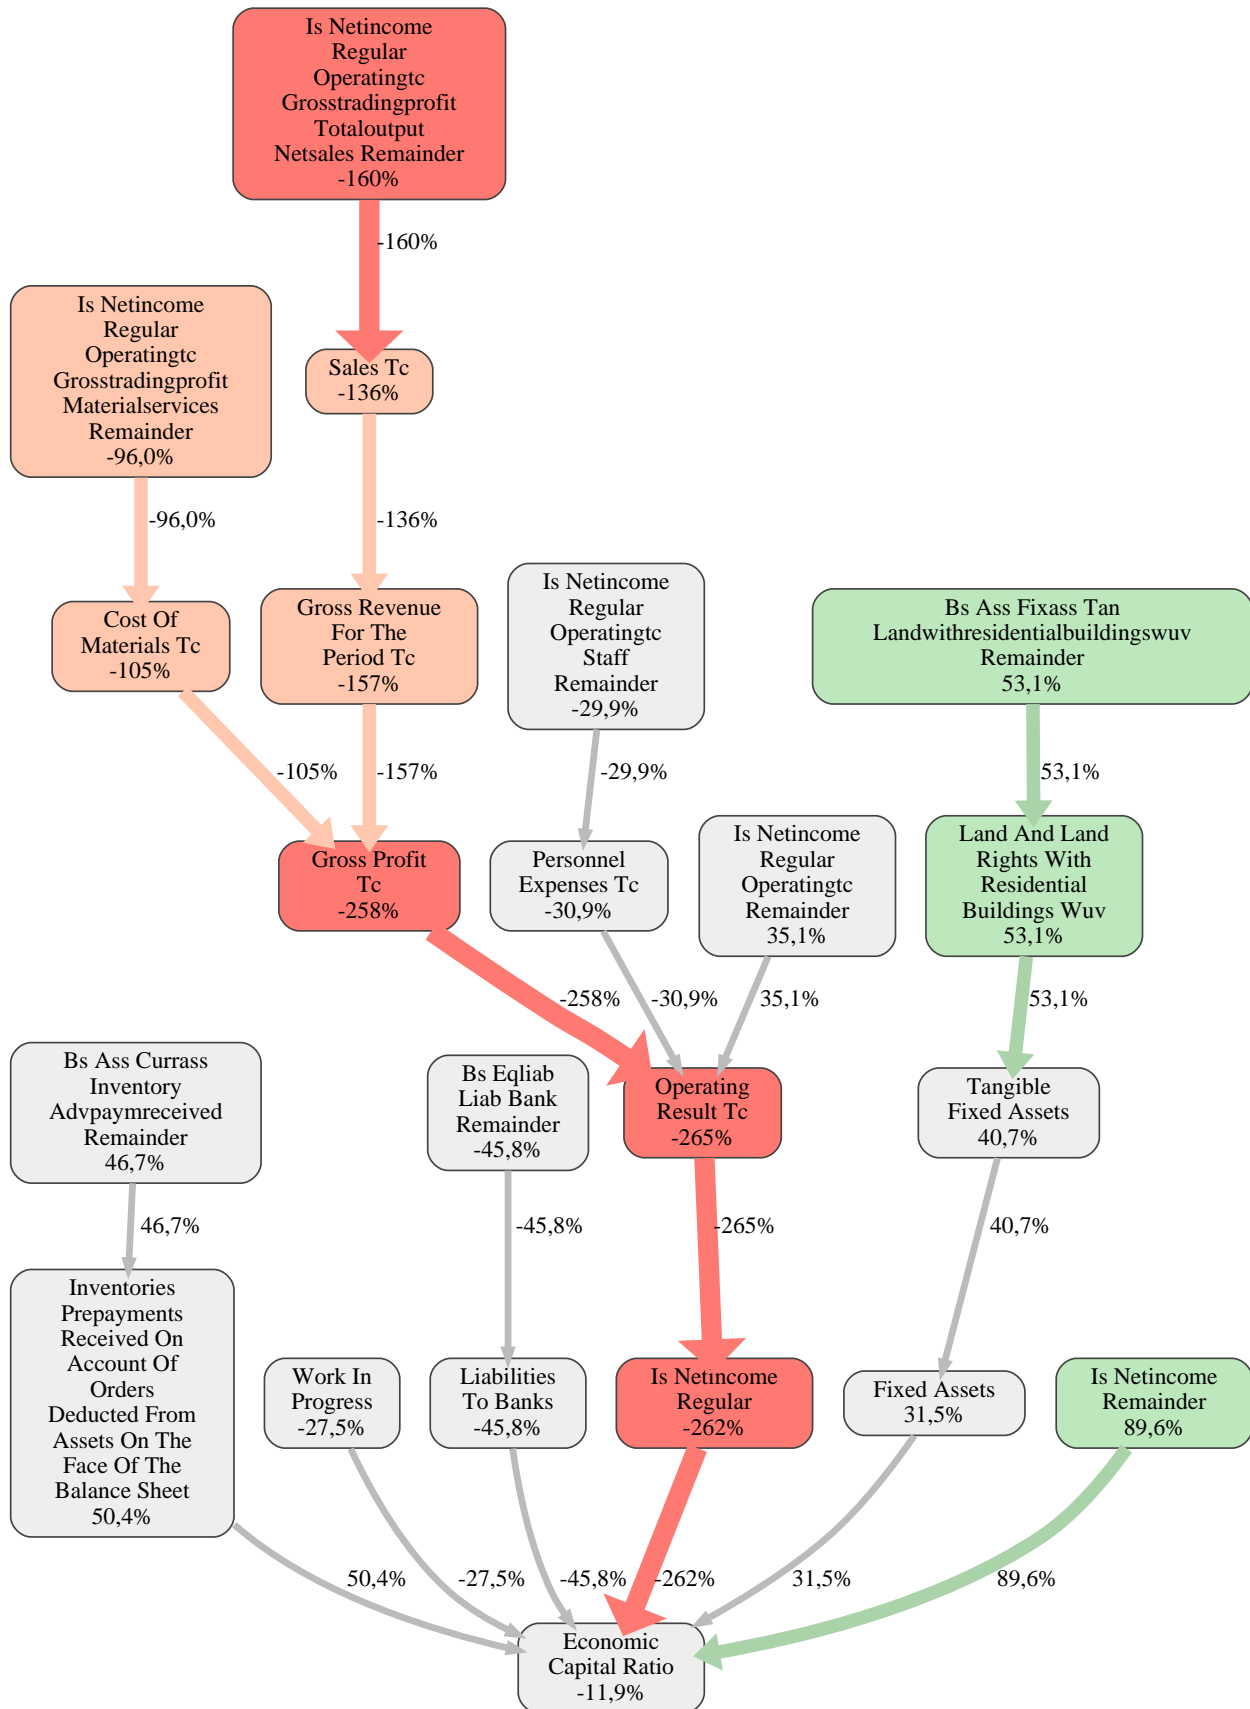 Is Netincome
Regular
Operatingtc
Grosstradingprofit
Totaloutput
Netsales Remainder
-160%
-160%
Is Netincome
Regular
Operatingtc
Grosstradingprofit
Materialservices
Remainder
-96,0%
Sales Tc
-136%
-96,0%
-136%
Cost Of
Materials Tc
-105%
Gross Revenue
For The
Period Tc
-157%
Is Netincome
Regular
Operatingtc
Staff
Remainder
-29,9%
Bs Ass Fixass Tan
Landwithresidentialbuildingswuv
Remainder
53,1%
-105%
-157%
-29,9%
53,1%
Gross Profit
Tc
-258%
Personnel
Expenses Tc
-30,9%
Is Netincome
Regular
Operatingtc
Remainder
35,1%
Land And Land
Rights With
Residential
Buildings Wuv
53,1%
-258%
-30,9%
35,1%
53,1%
Bs Ass Currass
Inventory
Advpaymreceived
Remainder
46,7%
Bs Eqliab
Liab Bank
Remainder
-45,8%
Operating
Result Tc
-265%
Tangible
Fixed Assets
40,7%
46,7%
-45,8%
-265%
40,7%
Inventories
Prepayments
Received On
Account Of
Orders
Deducted From
Assets On The
Face Of The
Balance Sheet
50,4%
Work In
Progress
-27,5%
Liabilities
To Banks
-45,8%
Is Netincome
Regular
-262%
Fixed Assets
31,5%
Is Netincome
Remainder
89,6%
50,4%
-27,5%
-45,8%
-262%
31,5%
89,6%
Economic
Capital Ratio
-11,9%